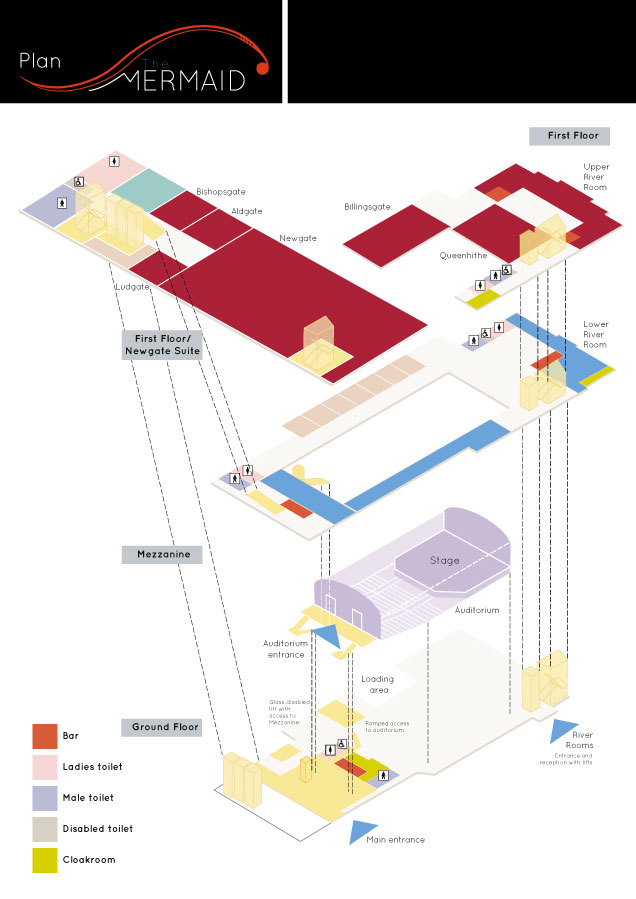 Plan
The
MERMAID
First Floor
Upper
River
Room
Bishopsgate
Billingsgate
Aldgate
Newgate
Queenhithe
Ludgate
Lower
River
Room
First Floor/
Newgate Suite
Mezzanine
Stage
Auditorium
Auditorium
entrance
Loading
area
Glass disabled
lift with
access to
Mezzanine
Ramped access
to auditorium
Ground Floor
River
Rooms
Entrance and
reception with lifts
Bar
Ladies toilet
Male toilet
Disabled toilet
Cloakroom
Main entrance